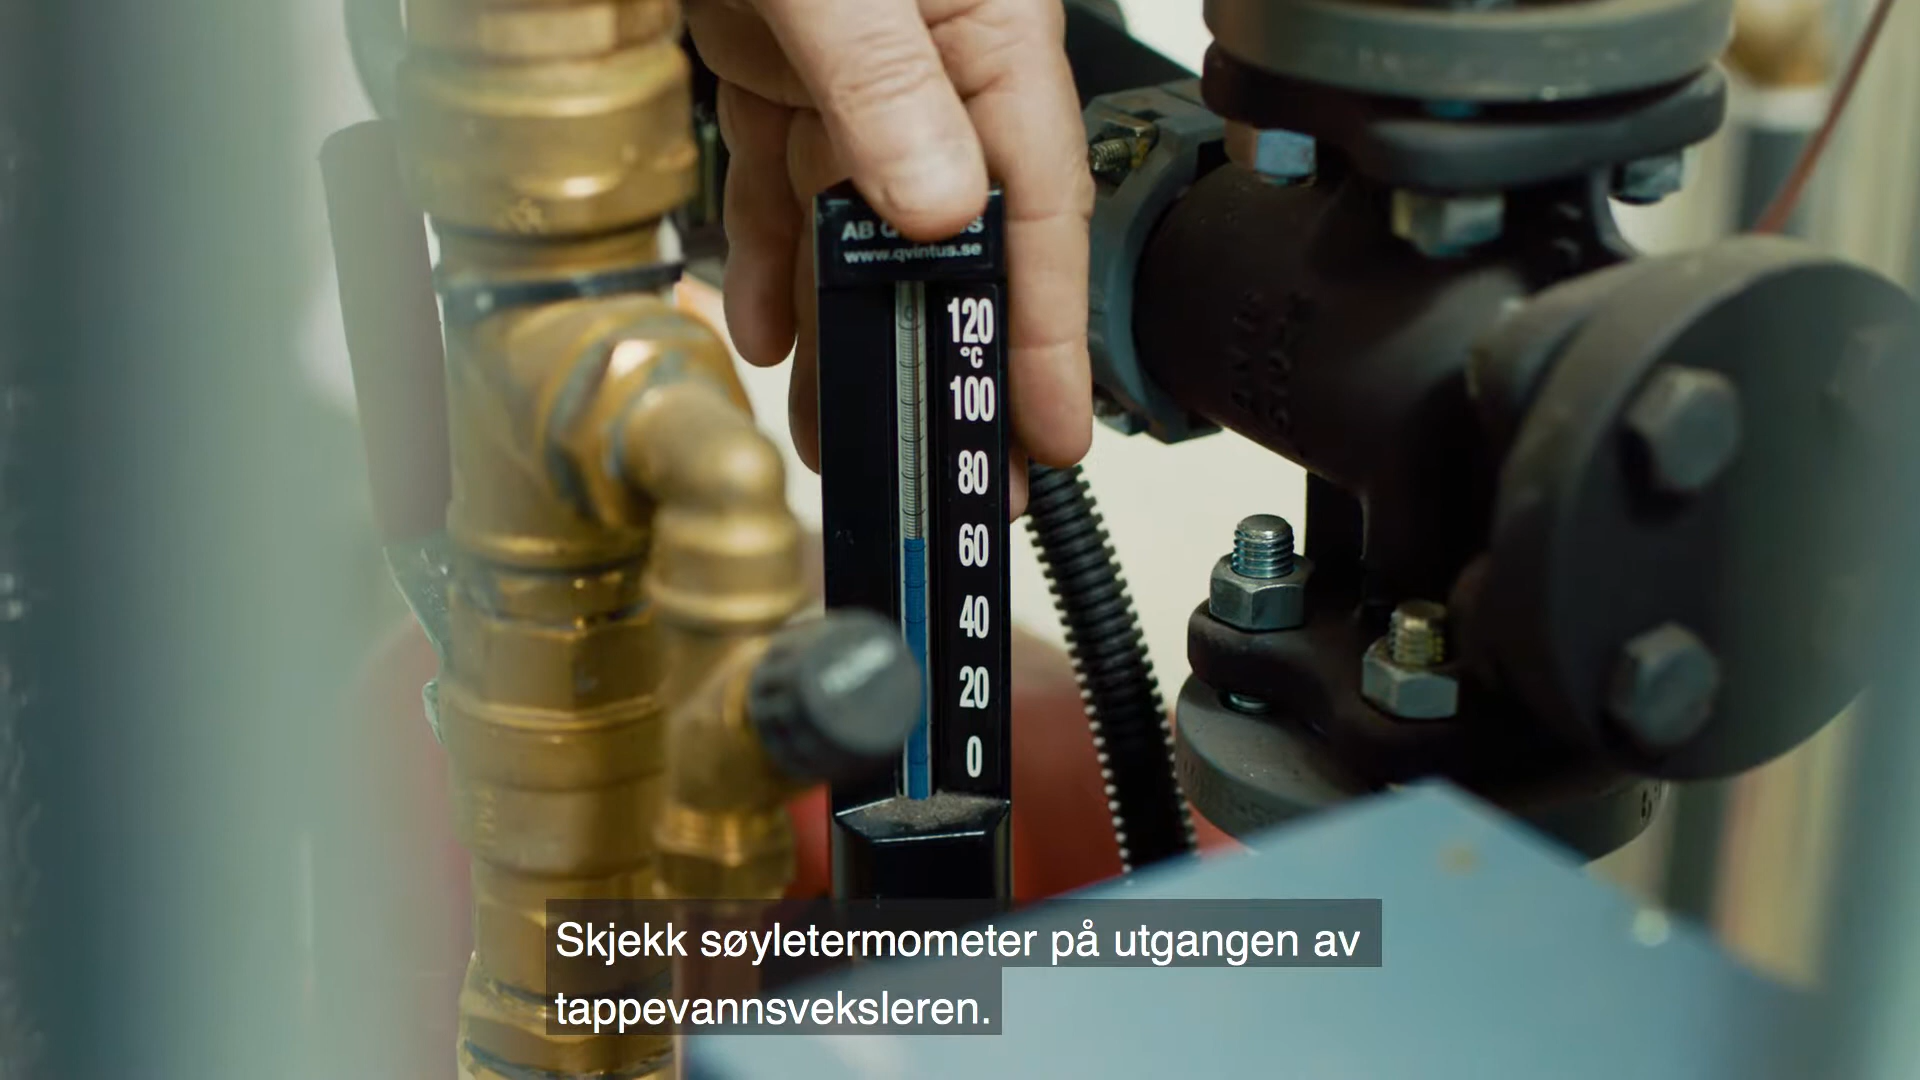 AB
www.qvintus.se
120
°C
100
80
60
40
20
0
Skjekk søyletermometer på utgangen av
tappevannsveksleren.